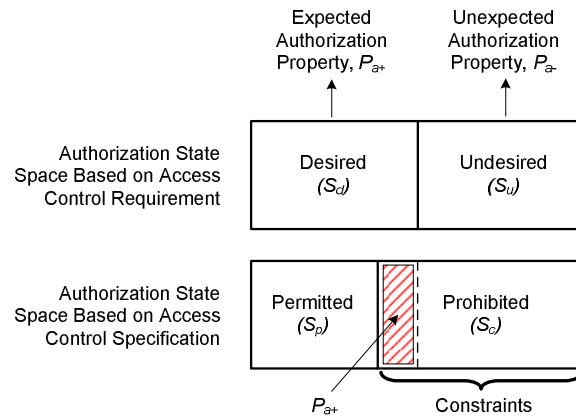 Expected
Authorization
Property, Pa+
Unexpected
Authorization
Property, Pa-
Authorization State
Space Based on Access
Control Requirement
Desired
(Sd)
Undesired
(Su)
Authorization State
Space Based on Access
Control Specification
Permitted
(Sp)
Prohibited
(Sc)
Pa+
Constraints